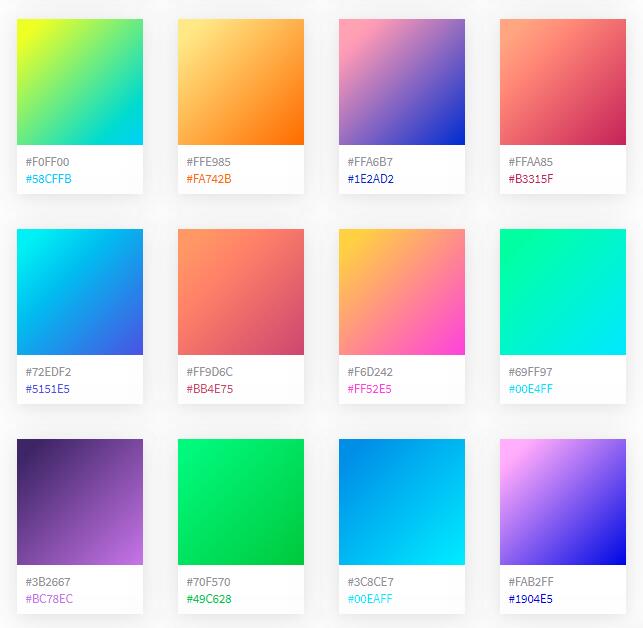 #F0FF00
#58CFFB
#FFE985
#FA742B
#FFA6B7
#1E2AD2
#FFAA85
#B3315F
#72EDF2
#5151E5
#FF9D6C
#BB4E75
#F6D242
#FF52E5
#69FF97
#00E4FF
#3B2667
#BC78EC
#70F570
#49C628
#3C8CE7
#00EAFF
#FAB2FF
#1904E5